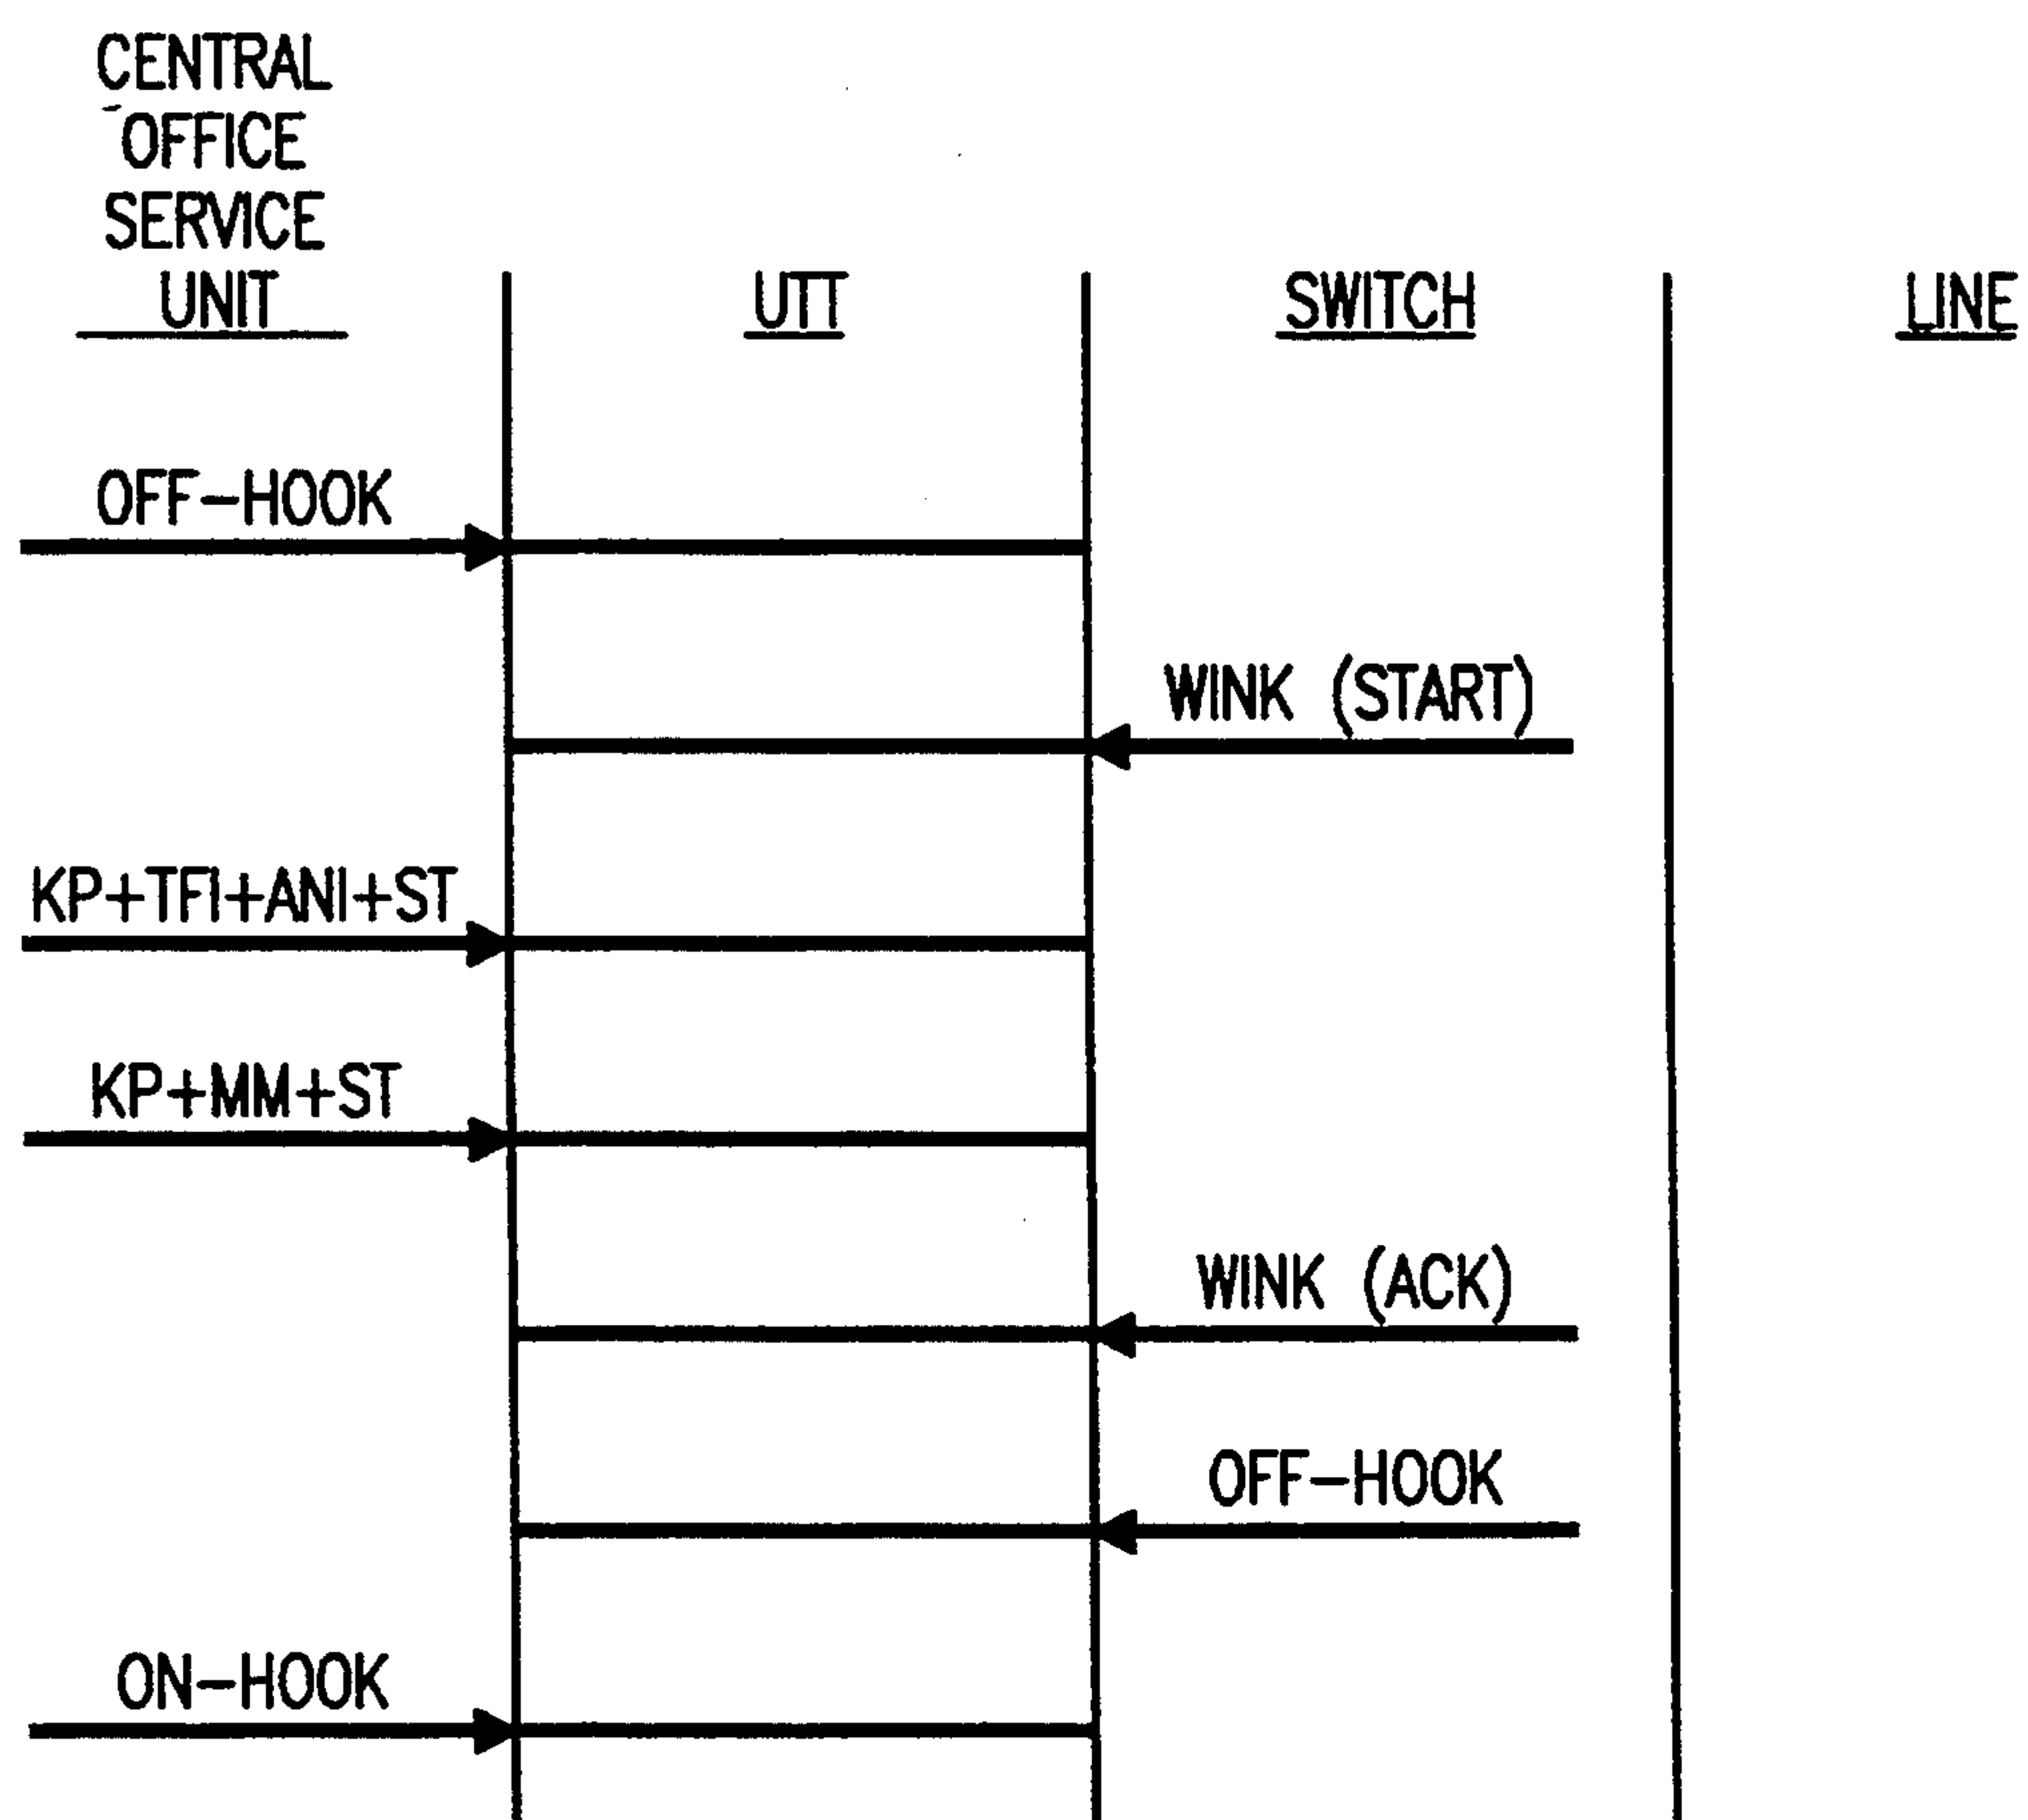 CENTRAL
OFFICE
SERVICE
UNIT
UTT
SWITCH
LINE
OFF-HOOK
WINK (START)
KP+TFI+ANI+ST
KP+MM+ST
WINK (ACK)
OFF-HOOK
ON-HOOK